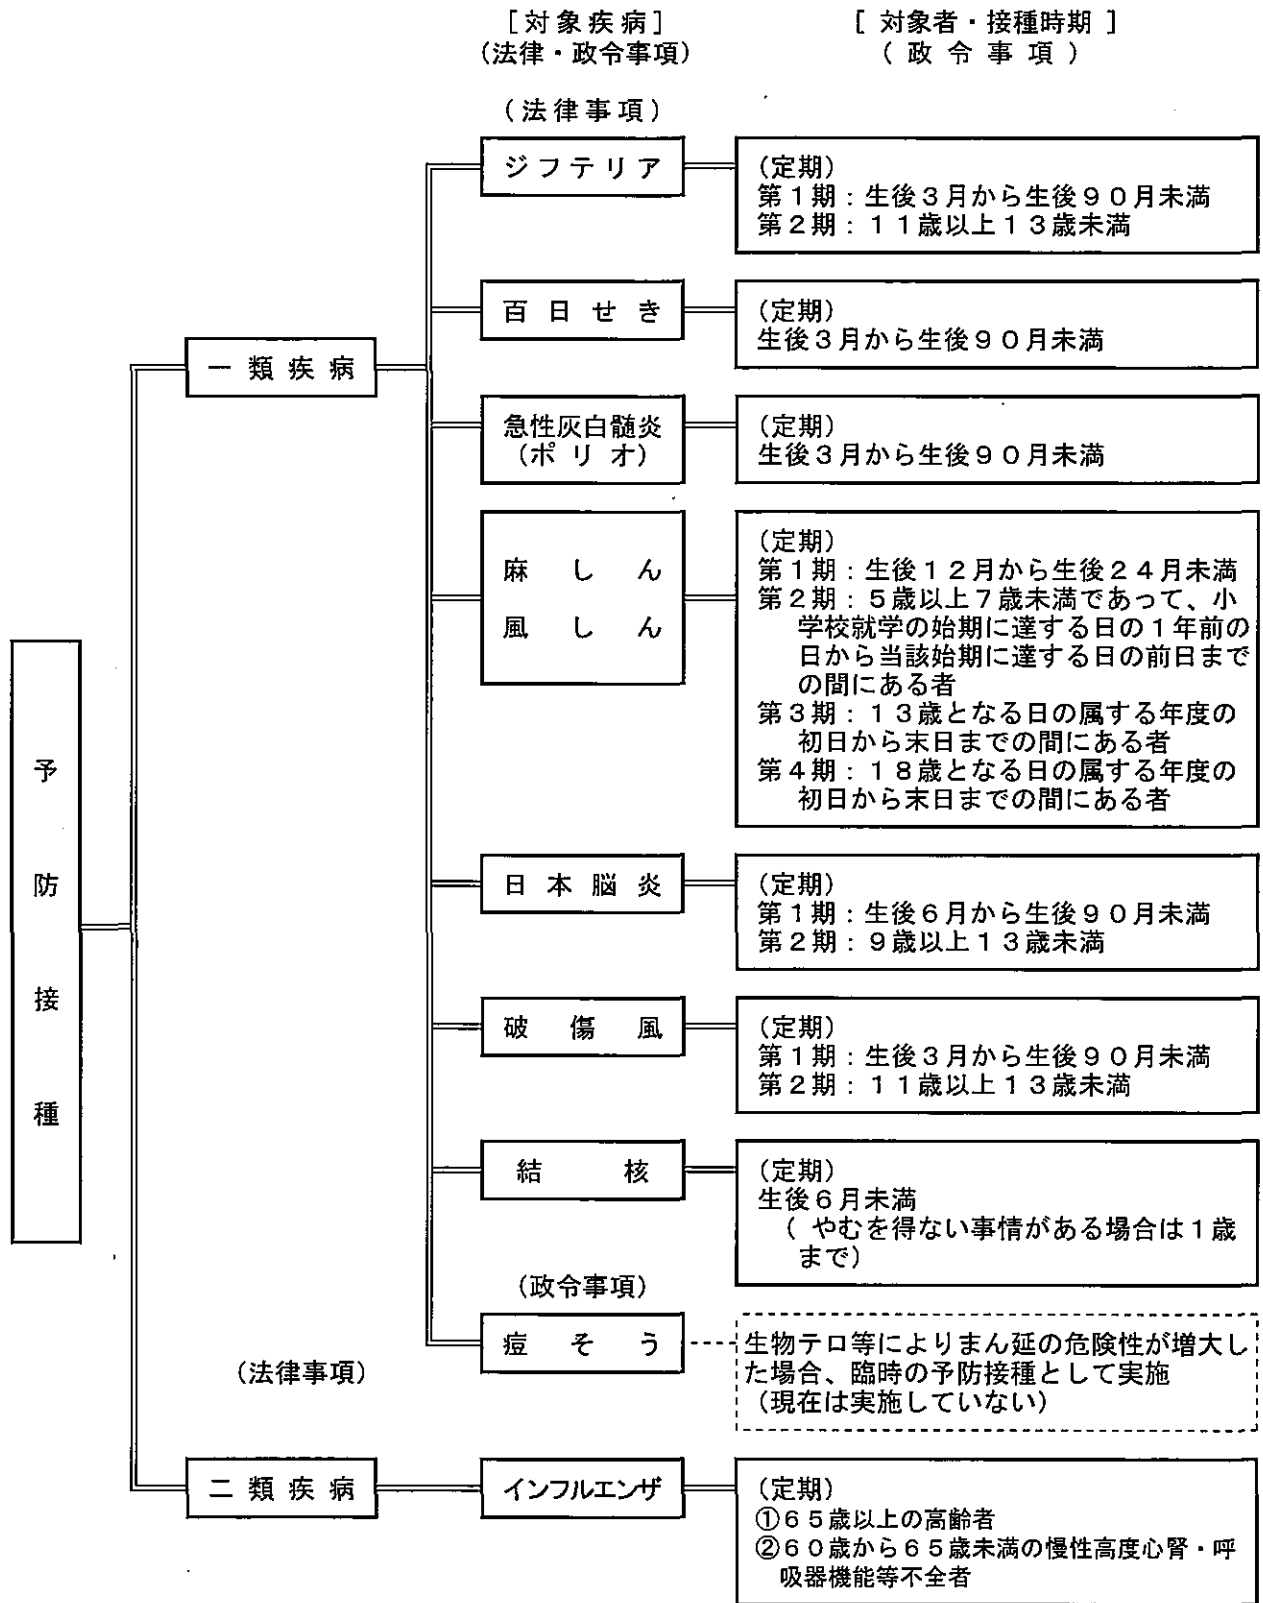 [対象疾病]
(法律・政令事項)
[対象者・接種時期]
(政令事項)
(法律事項)
予防接種
一類疾病
ジフテリア
(定期)
第1期：生後3月から生後90月未満
第2期：11歳以上13歳未満
百日せき
(定期)
生後3月から生後90月未満
急性灰白髄炎
(ポリオ)
(定期)
生後3月から生後90月未満
麻しん
風しん
(定期)
第1期：生後12月から生後24月未満
第2期：5歳以上7歳未満であって、小
学校就学の始期に達する日の1年前の
日から当該始期に達する日の前日まで
の間にある者
第3期：13歳となる日の属する年度の
初日から末日までの間にある者
第4期：18歳となる日の属する年度の
初日から末日までの間にある者
日本脳炎
(定期)
第1期：生後6月から生後90月未満
第2期：9歳以上13歳未満
破傷風
(定期)
第1期：生後3月から生後90月未満
第2期：11歳以上13歳未満
結核
(定期)
生後6月未満
(やむを得ない事情がある場合は1歳
まで)
(政令事項)
痘そう
生物テロ等によりまん延の危険性が増大し
た場合、臨時の予防接種として実施
(現在は実施していない)
(法律事項)
二類疾病
インフルエンザ
(定期)
①65歳以上の高齢者
②60歳から65歳未満の慢性高度心腎・呼
吸器機能等不全者